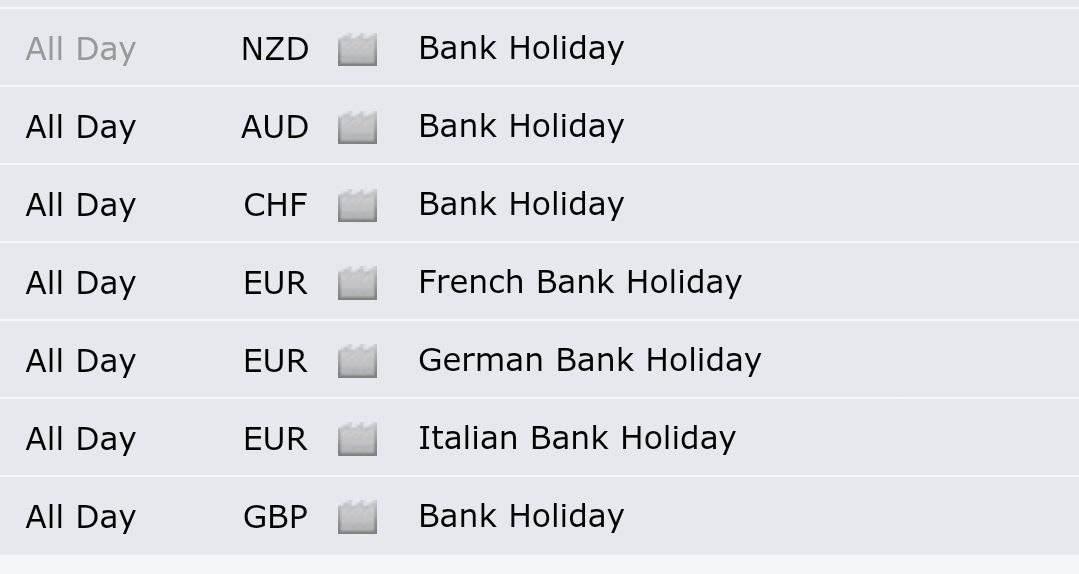 All Day NZD Bank Holiday
All Day AUD Bank Holiday
All Day CHF Bank Holiday
All Day EUR French Bank Holiday
All Day EUR German Bank Holiday
All Day EUR Italian Bank Holiday
All Day GBP Bank Holiday